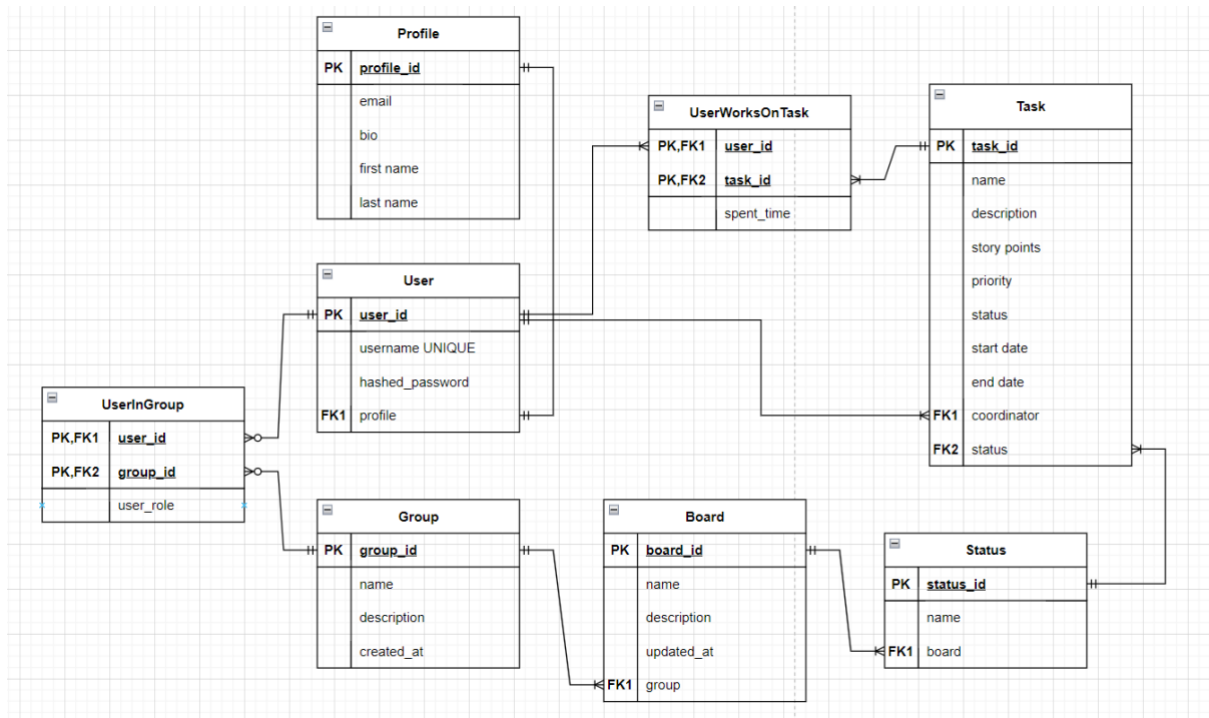 Profile
PK profile_id
email
bio
first name
last name
UserWorksOnTask
PK,FK1 user_id
PK,FK2 task_id
spent_time
Task
PK task_id
name
description
story points
priority
status
start date
end date
FK1 coordinator
FK2 status
User
PK user_id
username UNIQUE
hashed_password
FK1 profile
UserInGroup
PK,FK1 user_id
PK,FK2 group_id
user_role
Group
PK group_id
name
description
created_at
Board
PK board_id
name
description
updated_at
FK1 group
Status
PK status_id
name
FK1 board